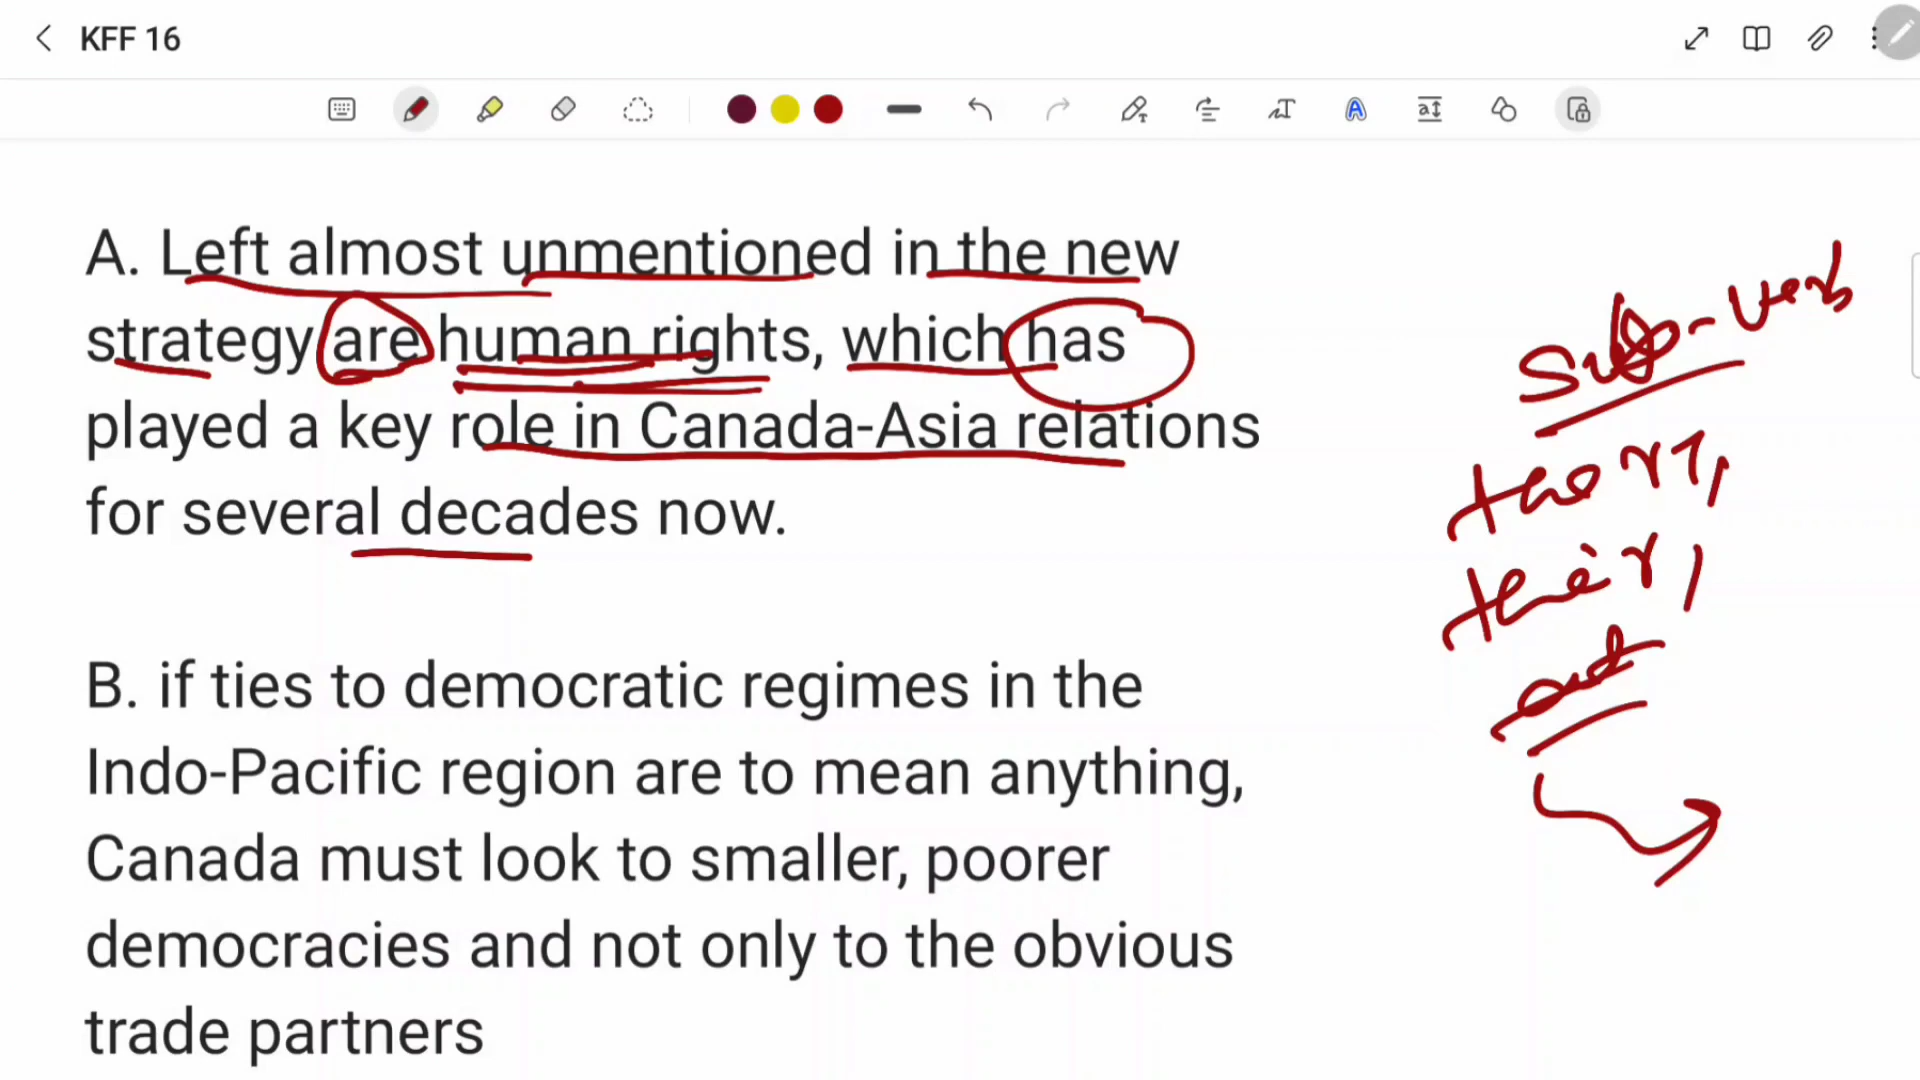 KFF 16
A. Left almost unmentioned in the new
strategy are human rights, which has
played a key role in Canada-Asia relations
for several decades now.
B. if ties to democratic regimes in the
Indo-Pacific region are to mean anything,
Canada must look to smaller, poorer
democracies and not only to the obvious
trade partners
Sub-verb
their,